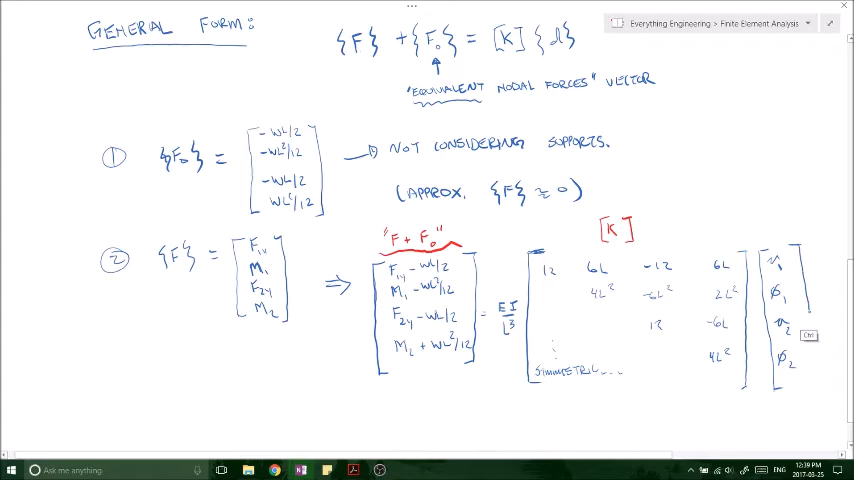 Everything Engineering > Finite Element Analysis
GENERAL FORM:
{F} + {F₀} = [K] {d}
"EQUIVALENT NODAL FORCES" VECTOR
① {F₀} = [-WL/2
-WL²/12
-WL/2
WL²/12]
→ NOT CONSIDERING SUPPORTS.
(APPROX. {F} ≈ 0)
② {F} = [F₁y
M₁
F₂y
M₂]
⇒
"F + F₀"
[F₁y - WL/2
M₁ - WL²/12
F₂y - WL/2
M₂ + WL²/12]
= EI/L³
[K]
12 6L -12 6L
4L² -6L² 2L²
12 -6L
4L²
SYMMETRIC...
v₁
φ₁
v₂
φ₂
Ctrl
Ask me anything
ENG
12:39 PM
2017-03-25